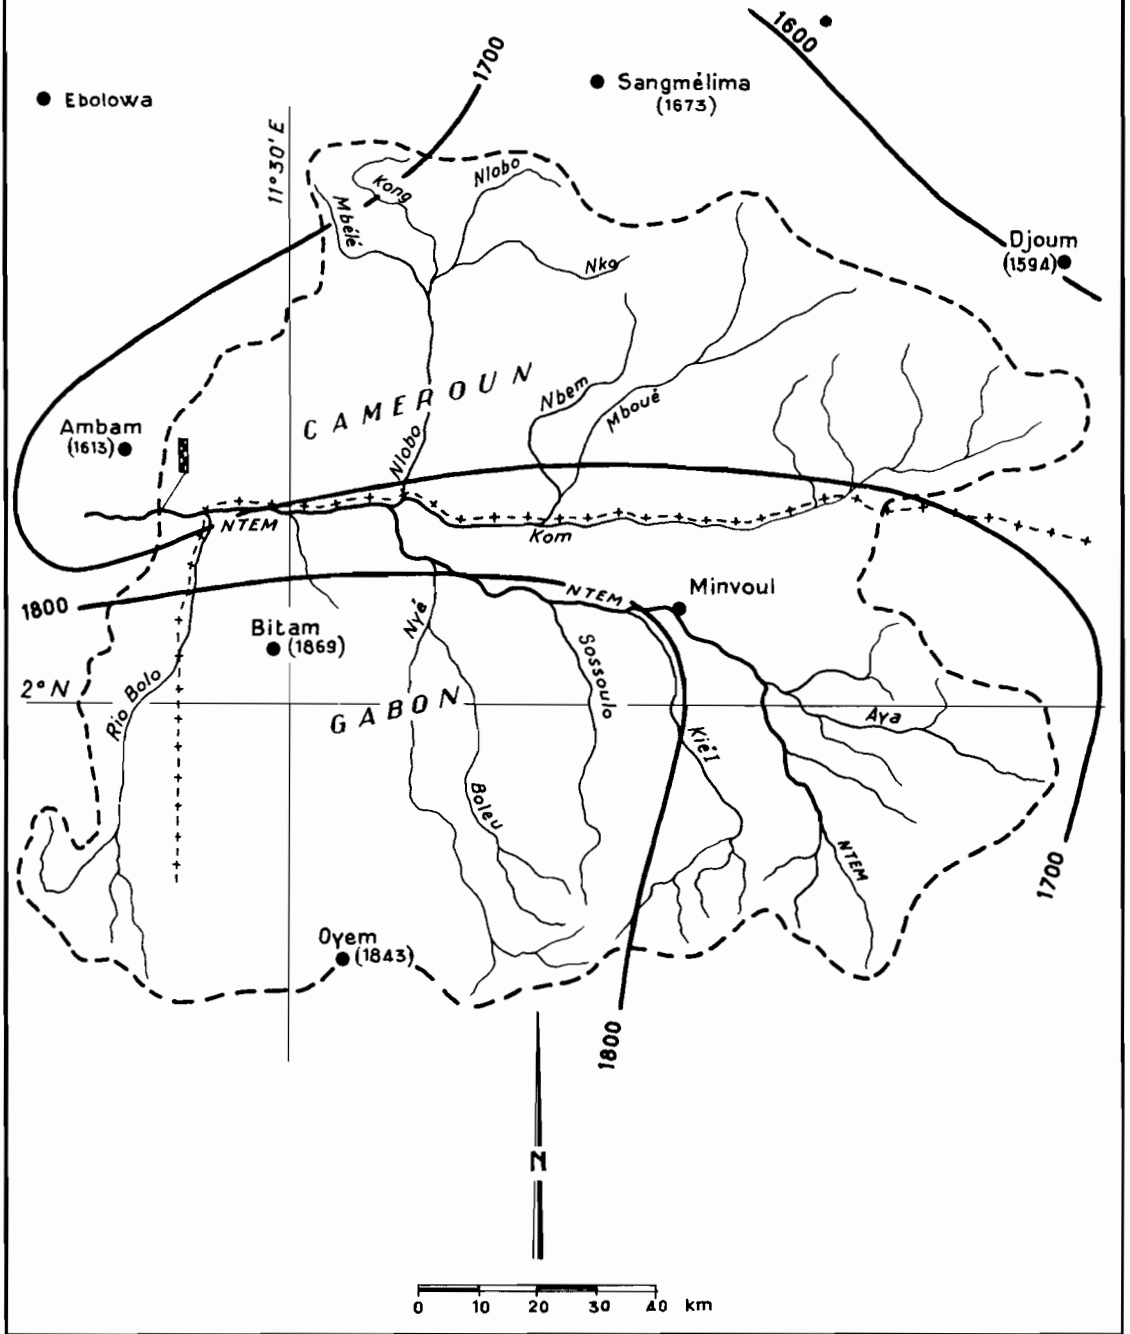 1600
1700
Ebolowa
Sangmélima
(1673)
11°30' E
Kong
Nlobo
Mbélé
Djoum
(1594)
Nko
CAMEROUN
Nbem
Mboué
Ambam
(1613)
Nlobo
NTEM
Kom
1800
NTEM
Minvoul
Bitam
(1869)
Nyé
Sossoulo
2° N
Rio Bolo
GABON
Aya
Kié I
Boleu
NTEM
1700
Oyem
(1843)
1800
N
0 10 20 30 40 km